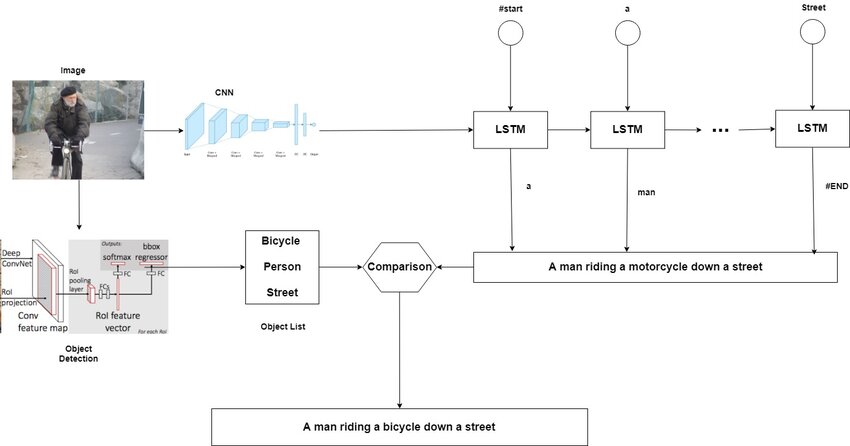 #start
a
Street
Image
CNN
LSTM
LSTM
...
LSTM
a
man
#END
Outputs:
bbox
softmax
regressor
Deep
ConvNet
RoI
pooling
layer
FC
FC
FCs
RoI
projection
Conv
feature map
RoI feature
vector
For each RoI
Object
Detection
Bicycle
Person
Street
Object List
Comparison
A man riding a motorcycle down a street
A man riding a bicycle down a street